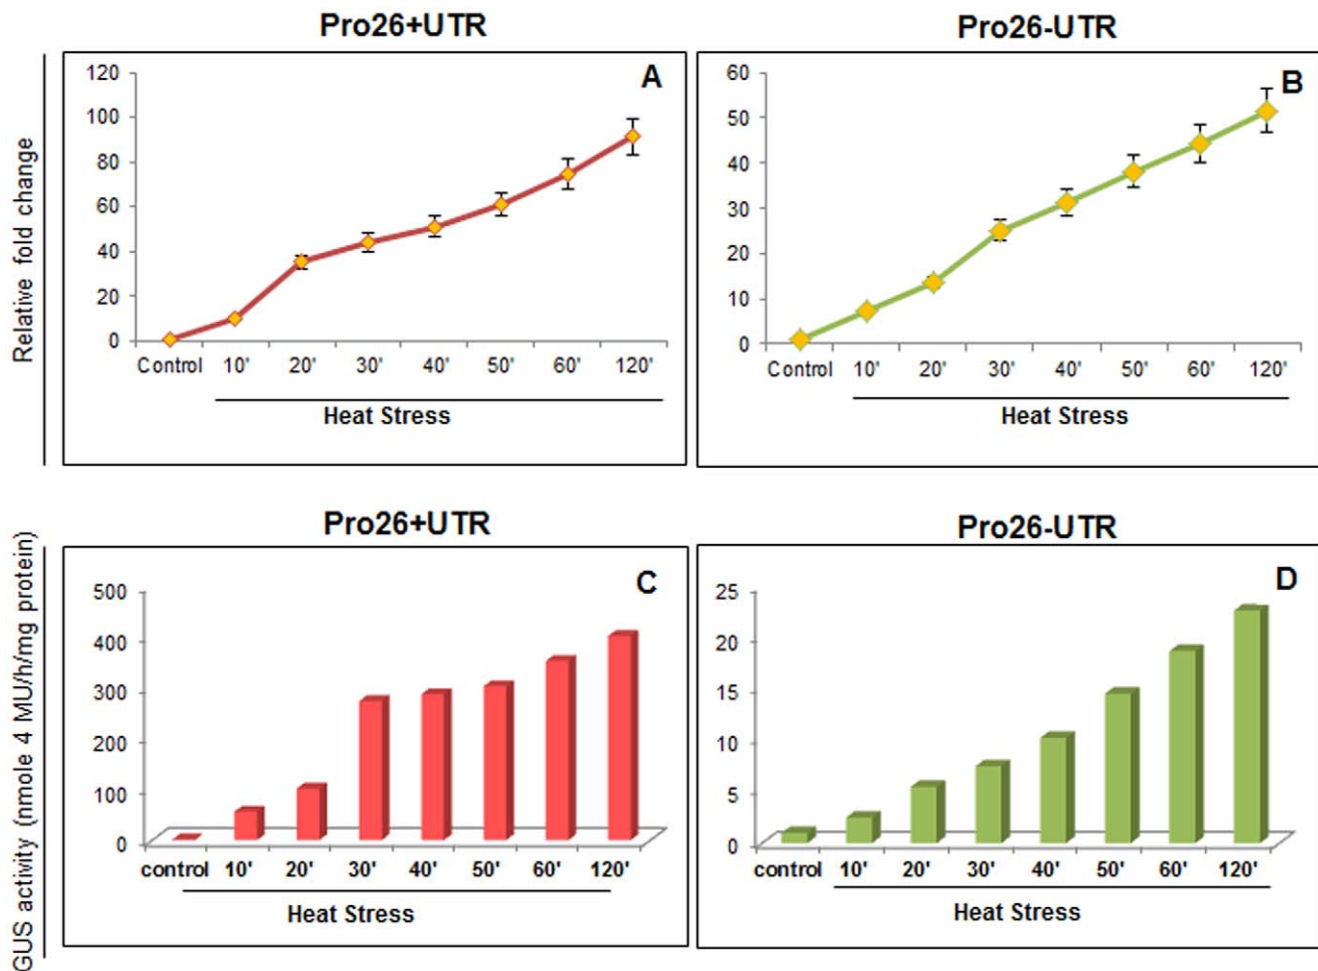 Pro26+UTR
Pro26-UTR
Relative fold change
A
120
100
80
60
40
20
0
Control 10' 20' 30' 40' 50' 60' 120'
Heat Stress
B
60
50
40
30
20
10
0
Control 10' 20' 30' 40' 50' 60' 120'
Heat Stress
Pro26+UTR
Pro26-UTR
GUS activity (nmole 4 MU/h/mg protein)
C
500
400
300
200
100
0
control 10' 20' 30' 40' 50' 60' 120'
Heat Stress
D
25
20
15
10
5
0
control 10' 20' 30' 40' 50' 60' 120'
Heat Stress